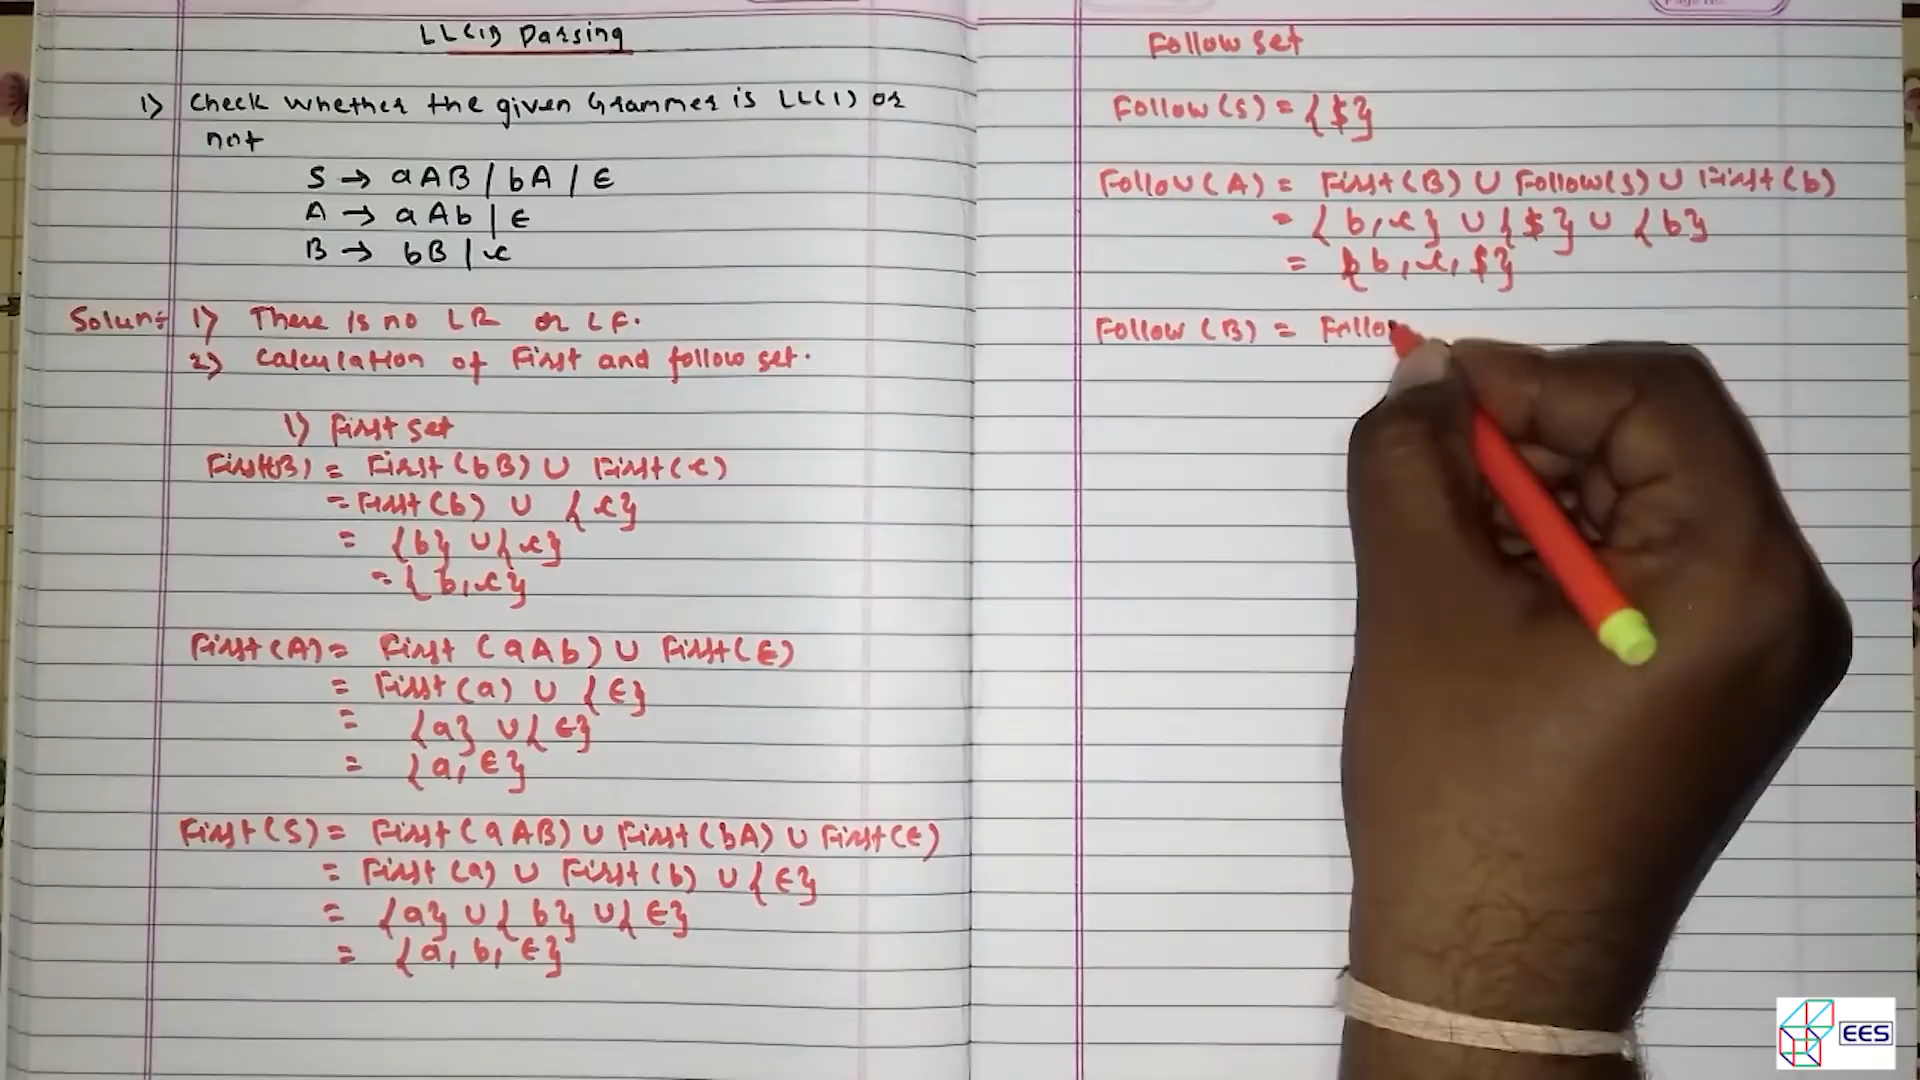 LL(1) Parsing
1) Check whether the given Grammer is LL(1) or
not
S → aAB / bA / ∈
A → aAb / ∈
B → bB / c
Solun: 1) There is no LR or LF.
2) Calculation of First and follow set.
1) First set
First(B) = First(bB) ∪ First(c)
= First(b) ∪ {c}
= {b} ∪ {c}
= {b,c}
First(A) = First (aAb) ∪ First(∈)
= First(a) ∪ {∈}
= {a} ∪ {∈}
= {a, ∈}
First(S) = First(aAB) ∪ First(bA) ∪ First(∈)
= First(a) ∪ First(b) ∪ {∈}
= {a} ∪ {b} ∪ {∈}
= {a, b, ∈}
Follow set
Follow(S) = {$}
Follow(A) = First(B) ∪ Follow(S) ∪ First(b)
= {b,c} ∪ {$} ∪ {b}
= {b,c,$}
Follow (B) = Follo
EES